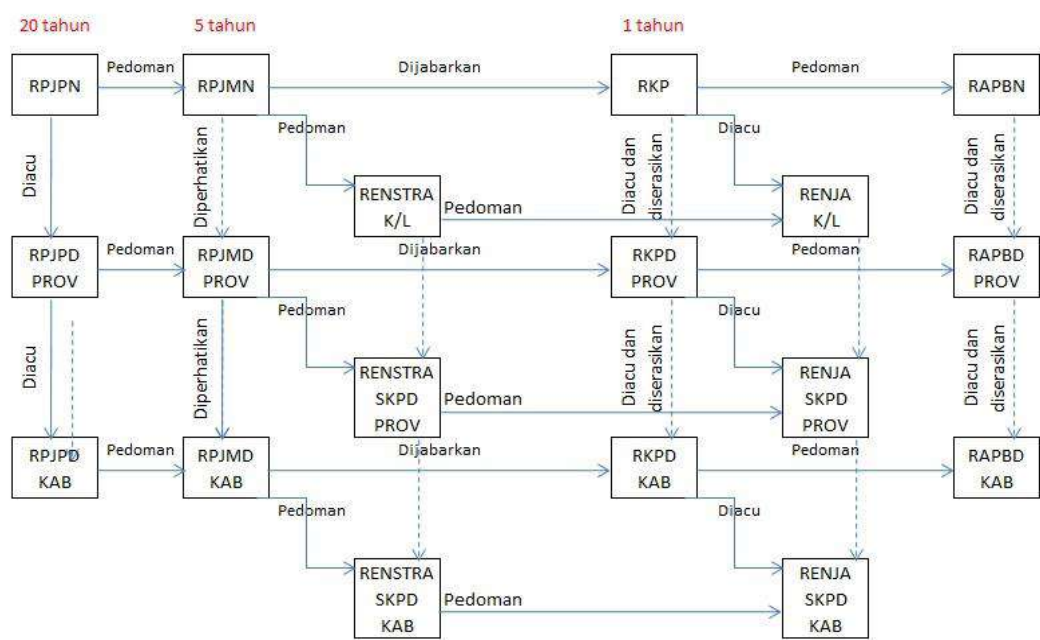 20 tahun
5 tahun
1 tahun
RPJPN
Pedoman
RPJMN
Dijabarkan
RKP
Pedoman
RAPBN
Diacu
Diperhatikan
Pedoman
Diacu dan
diserasikan
Diacu
Diacu dan
diserasikan
RENSTRA
K/L
Pedoman
RENJA
K/L
RPJPD
PROV
Pedoman
RPJMD
PROV
Dijabarkan
RKPD
PROV
Pedoman
RAPBD
PROV
Diacu
Diperhatikan
Pedoman
Diacu dan
diserasikan
Diacu
Diacu dan
diserasikan
RENSTRA
SKPD
PROV
Pedoman
RENJA
SKPD
PROV
RPJPD
KAB
Pedoman
RPJMD
KAB
Dijabarkan
RKPD
KAB
Pedoman
RAPBD
KAB
Pedoman
Diacu
RENSTRA
SKPD
KAB
Pedoman
RENJA
SKPD
KAB